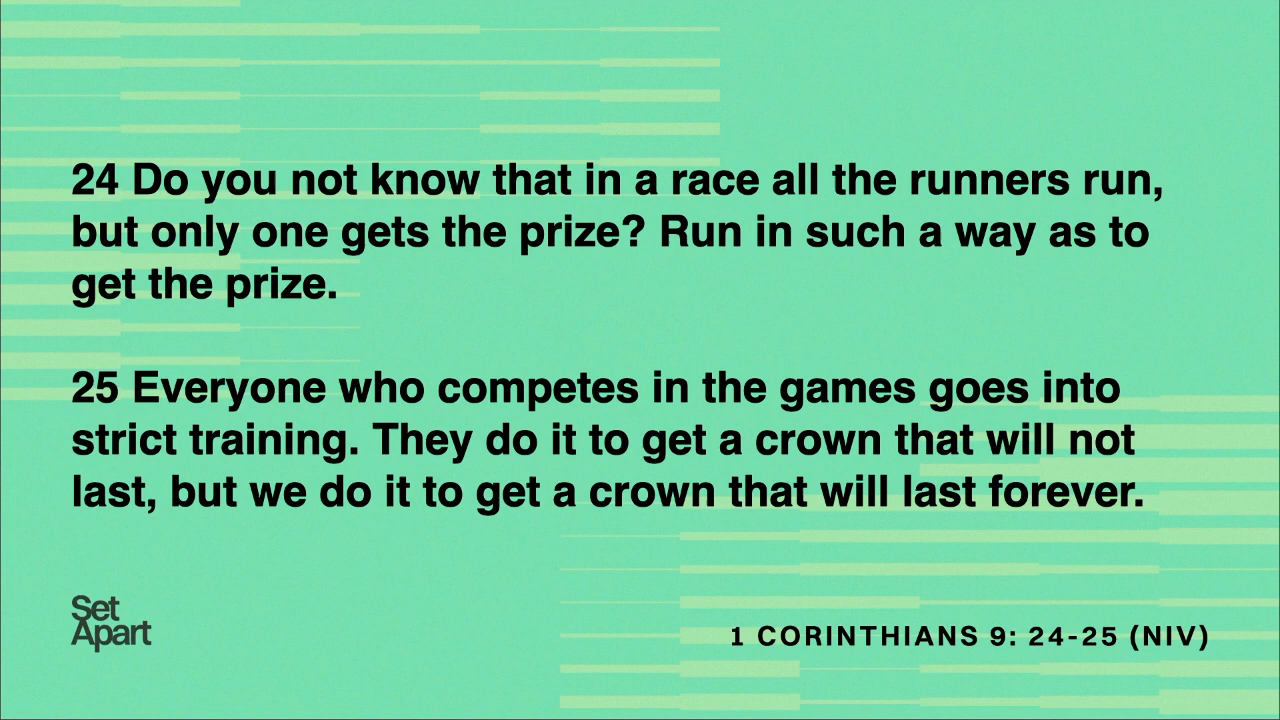 24 Do you not know that in a race all the runners run,
but only one gets the prize? Run in such a way as to
get the prize.
25 Everyone who competes in the games goes into
strict training. They do it to get a crown that will not
last, but we do it to get a crown that will last forever.
Set
Apart
1 CORINTHIANS 9: 24-25 (NIV)